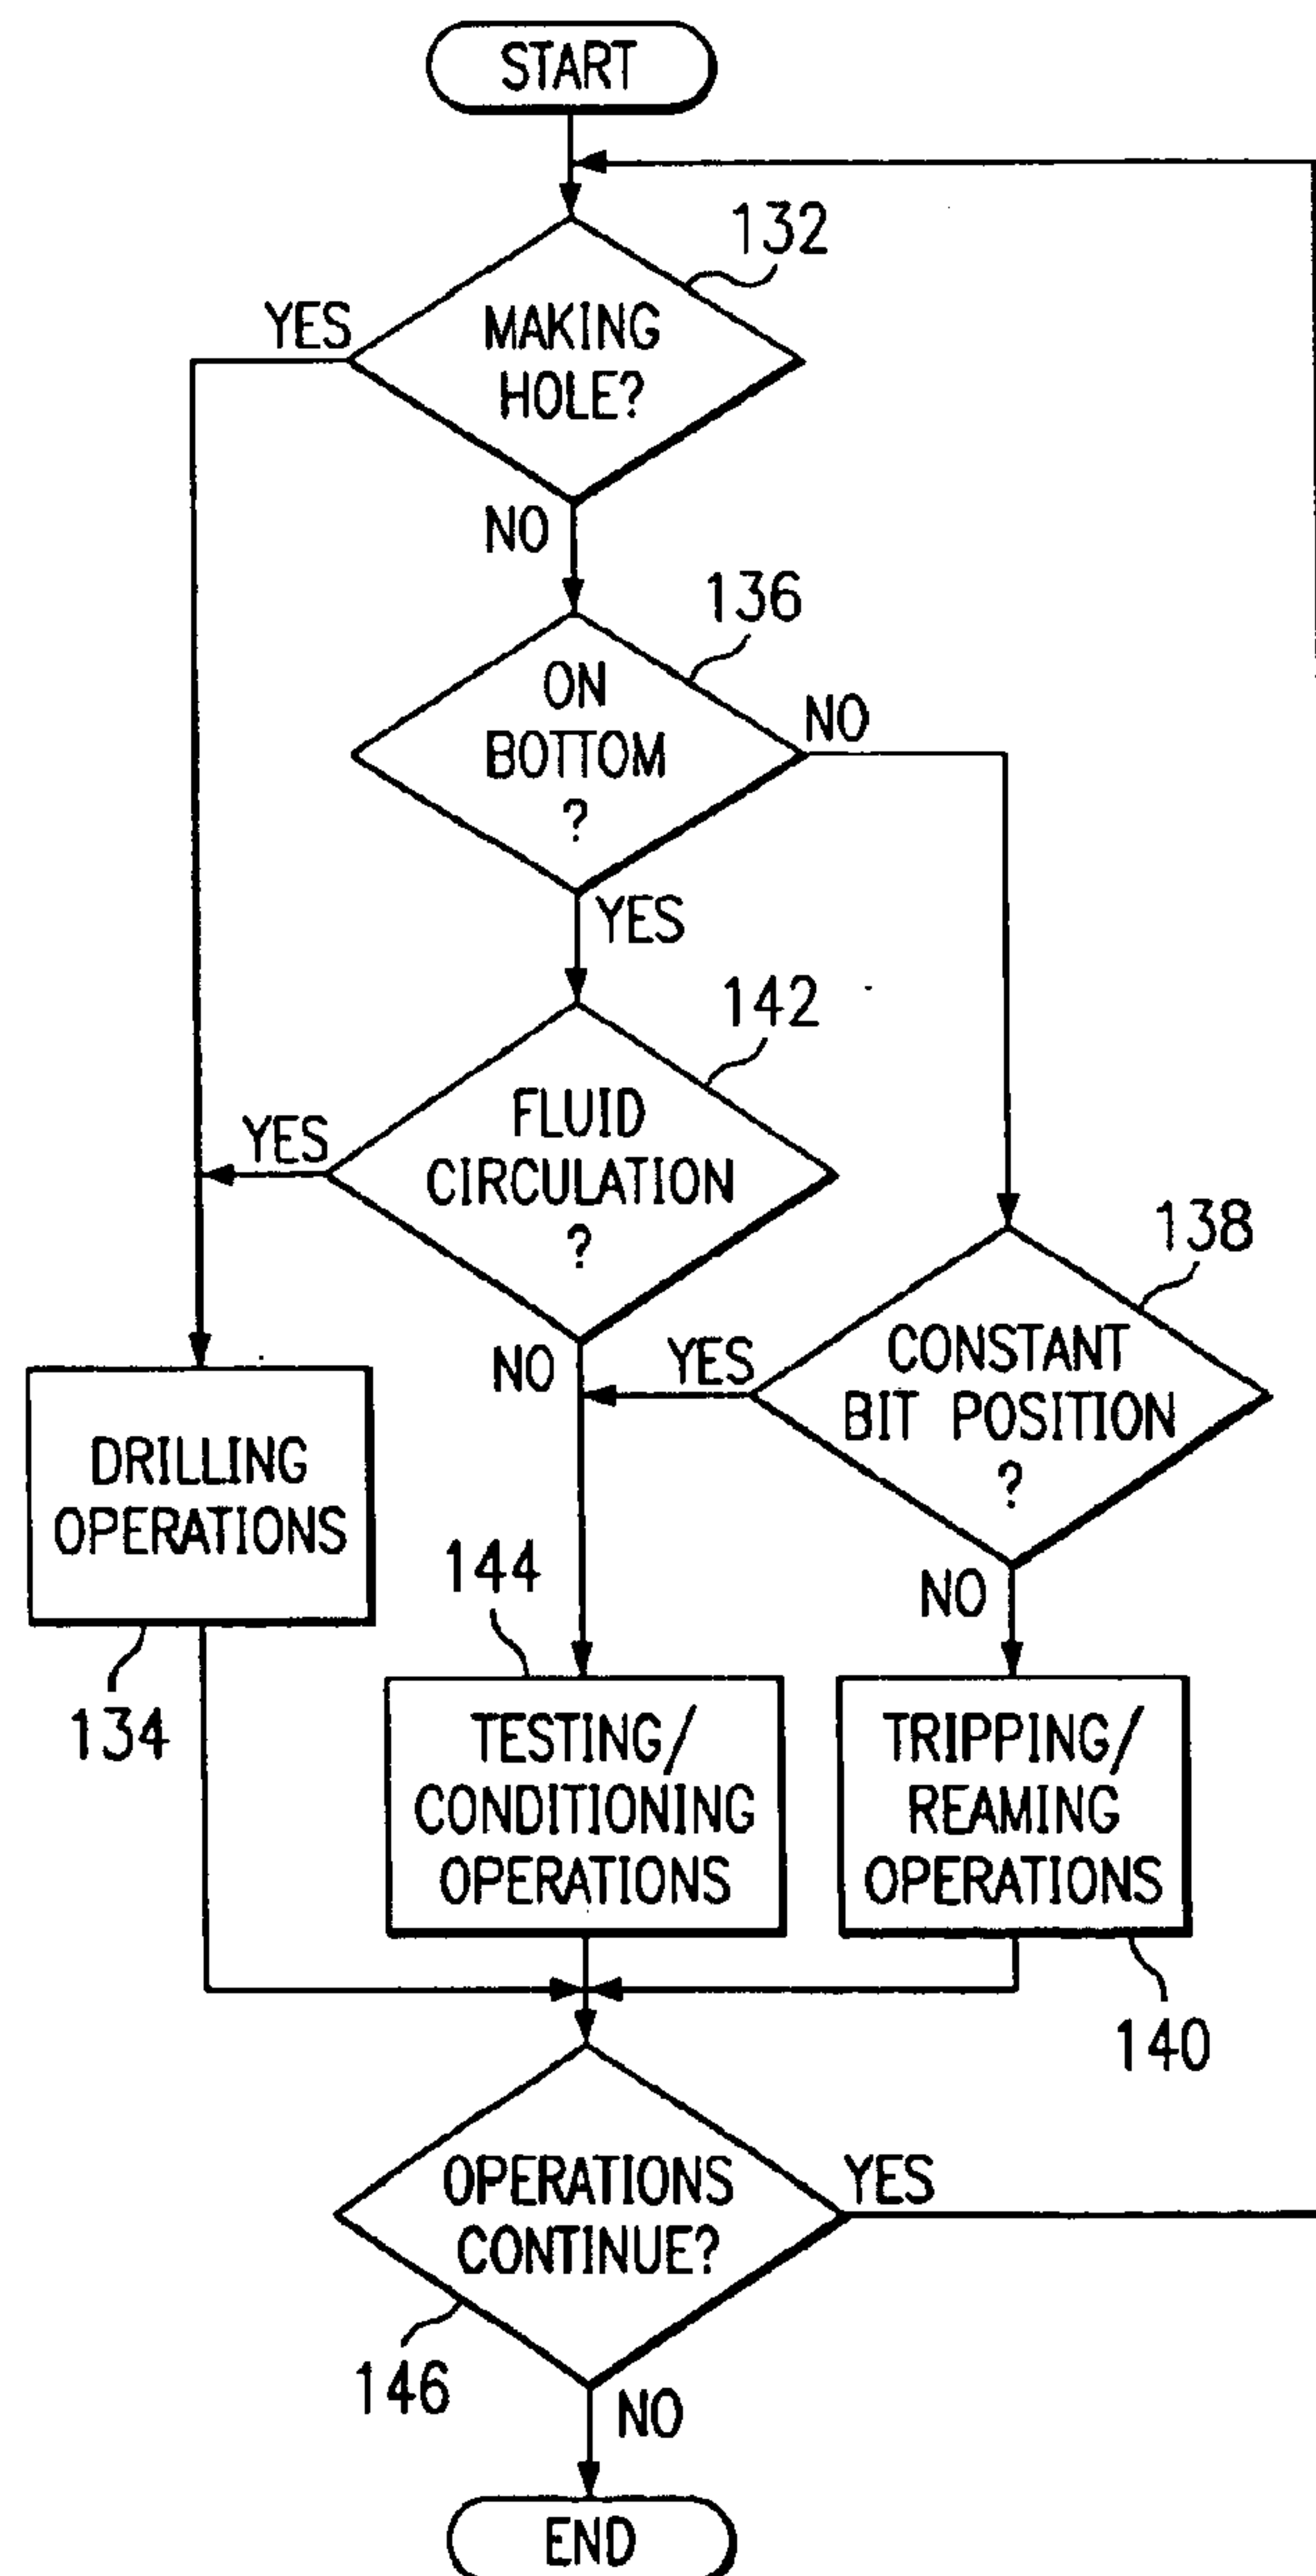 START
132
YES
MAKING
HOLE?
NO
136
ON
BOTTOM
?
NO
YES
142
FLUID
CIRCULATION
?
YES
NO
138
CONSTANT
BIT POSITION
?
YES
NO
DRILLING
OPERATIONS
134
144
TESTING/
CONDITIONING
OPERATIONS
TRIPPING/
REAMING
OPERATIONS
140
OPERATIONS
CONTINUE?
YES
146
NO
END